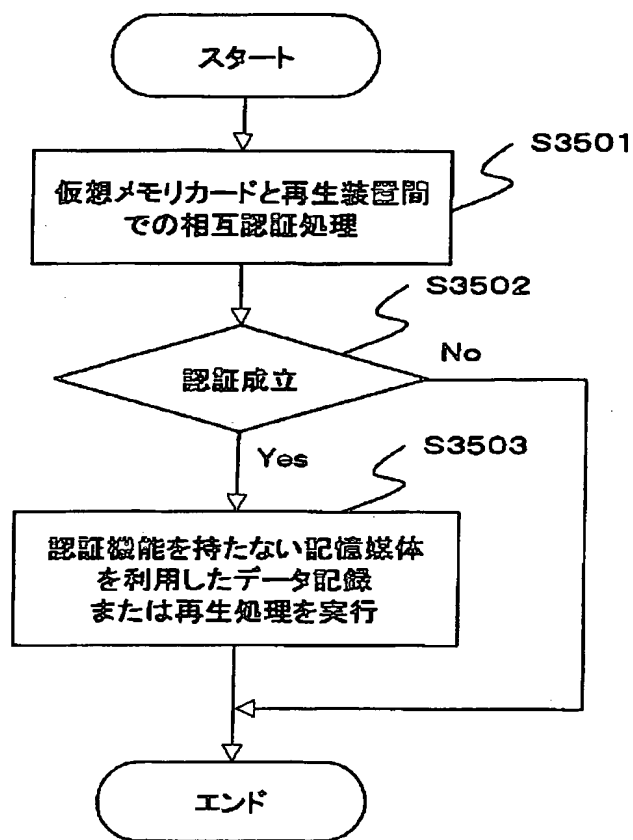 スタート
S3501
仮想メモリカードと再生装置間
での相互認証処理
S3502
認証成立
No
Yes
S3503
認証機能を持たない記憶媒体
を利用したデータ記録
または再生処理を実行
エンド